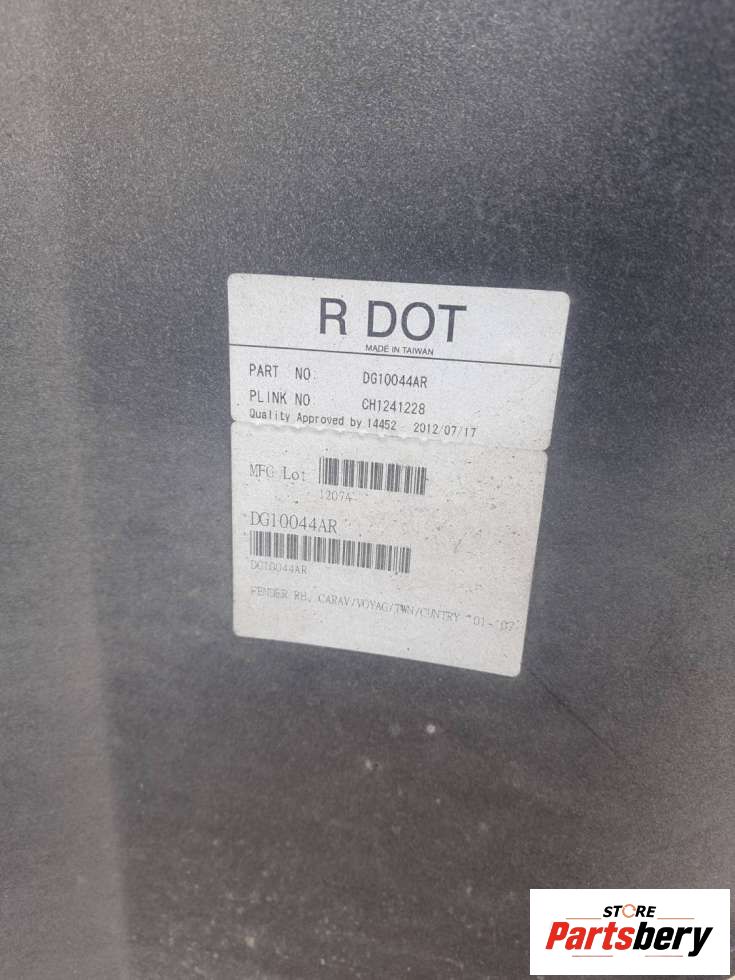 R DOT
MADE IN TAIWAN
PART NO. DG10044AR
PLINK NO CH1241228
Quality Approved by 14452 2012/07/17
MFG Lot
12074
DG10044AR
DG10044AR
FENDER RH, CARAV/VOYAG/TWN/CUNTRY '01-'07
STORE
Partsbery